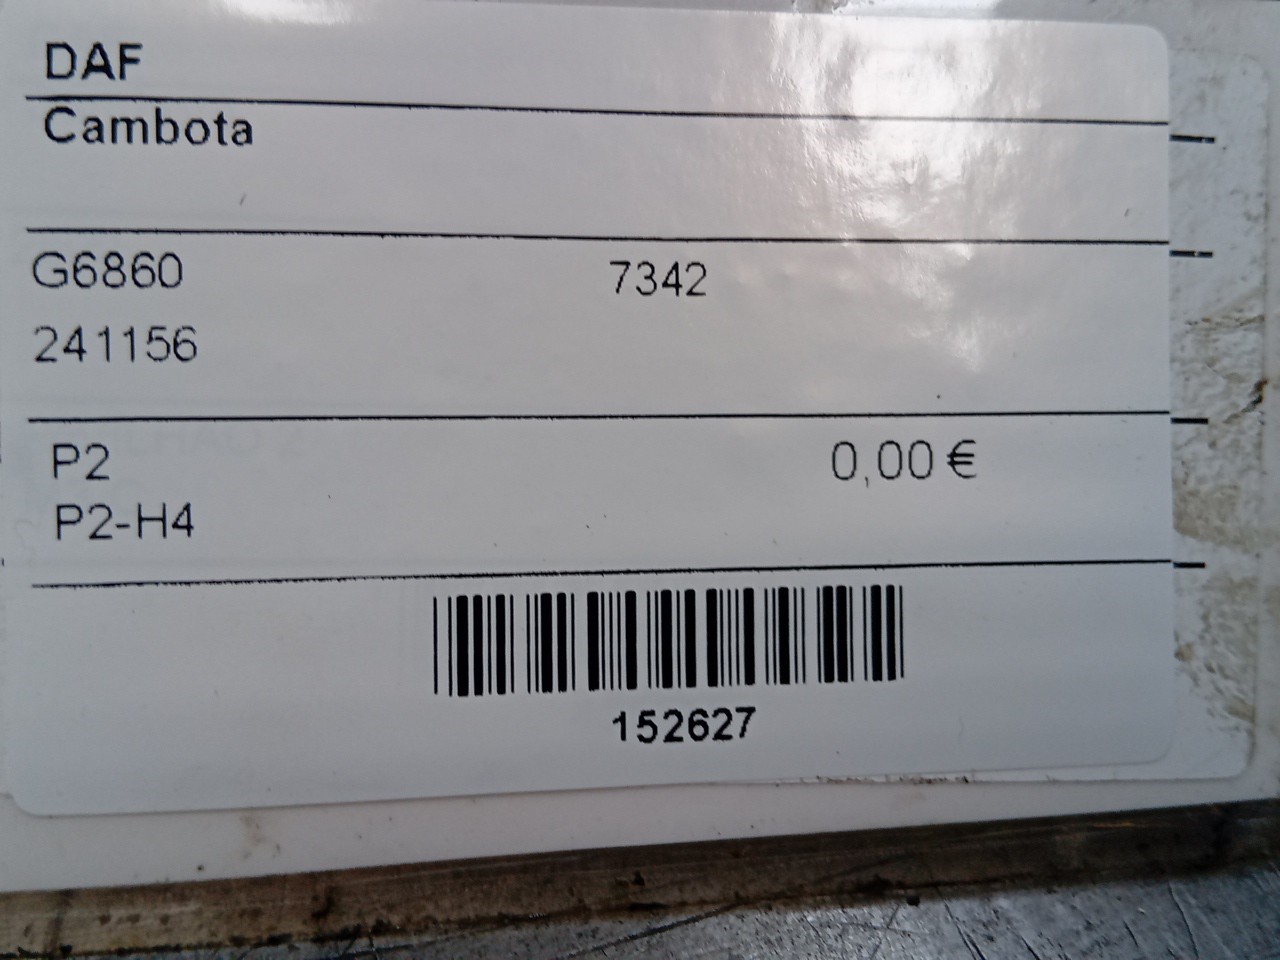 DAF
Cambota
G6860 7342
241156
P2 0,00 €
P2-H4
152627